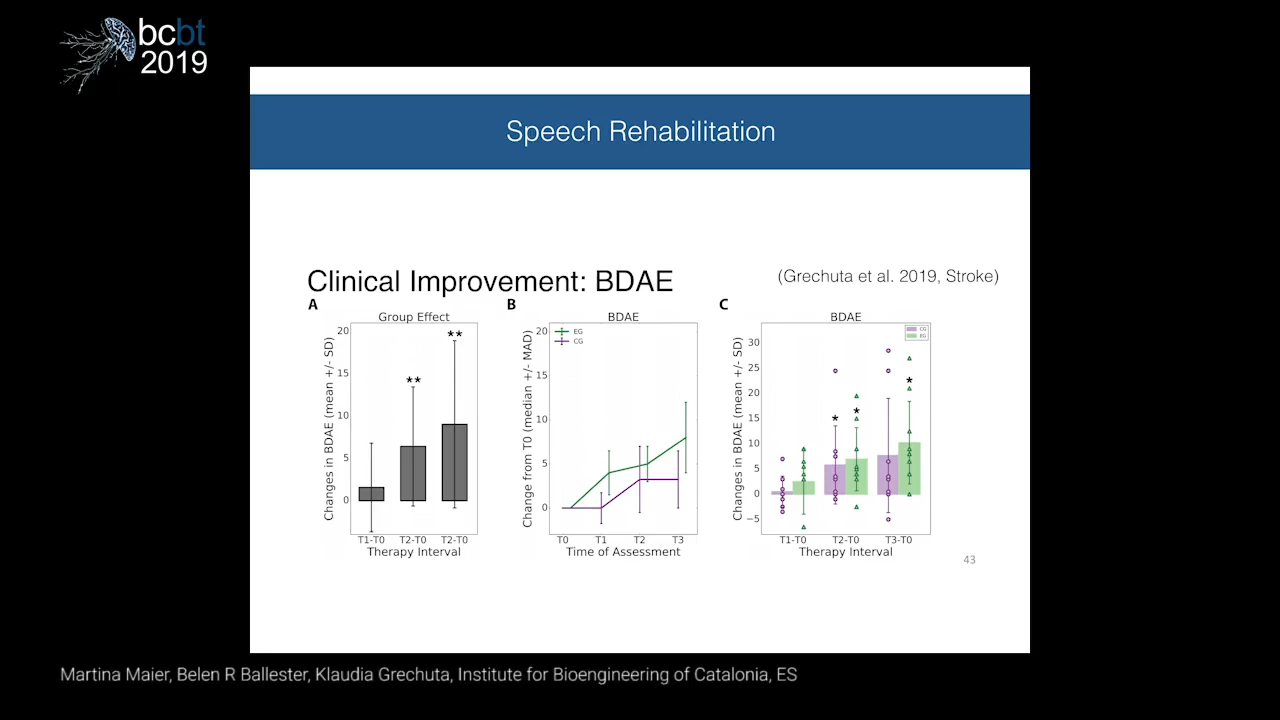 bcbt
2019
Speech Rehabilitation
Clinical Improvement: BDAE
(Grechuta et al. 2019, Stroke)
A
Group Effect
Changes in BDAE (mean +/- SD)
20
15
10
5
0
**
**
T1-T0 T2-T0 T2-T0
Therapy Interval
B
BDAE
Change from T0 (median +/- MAD)
20
15
10
5
0
EG
CG
T0 T1 T2 T3
Time of Assessment
C
BDAE
Changes in BDAE (mean +/- SD)
30
25
20
15
10
5
0
−5
CG
EG
*
*
*
T1-T0 T2-T0 T3-T0
Therapy Interval
43
Martina Maier, Belen R Ballester, Klaudia Grechuta, Institute for Bioengineering of Catalonia, ES